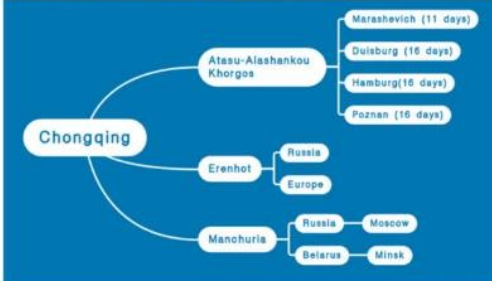 Chongqing
Atasu-Alashankou
Khorgos
Marashevich (11 days)
Duisburg (16 days)
Hamburg(16 days)
Poznan (16 days)
Erenhot
Russia
Europe
Manchuria
Russia
Moscow
Belarus
Minsk